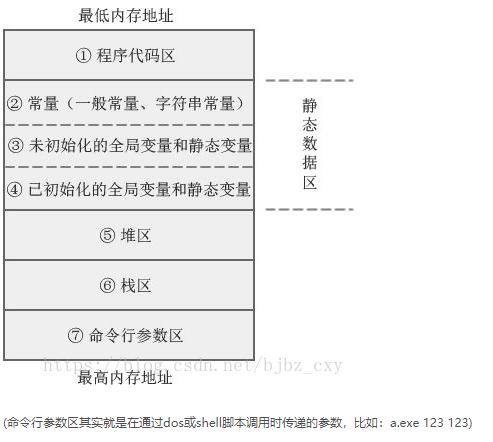 最低内存地址
① 程序代码区
② 常量（一般常量、字符串常量）
③ 未初始化的全局变量和静态变量
④ 已初始化的全局变量和静态变量
静态数据区
⑤ 堆区
⑥ 栈区
⑦ 命令行参数区
https://blog.csdn.net/bjbz_cxy
最高内存地址
(命令行参数区其实就是在通过dos或shell脚本调用时传递的参数，比如：a.exe 123 123)